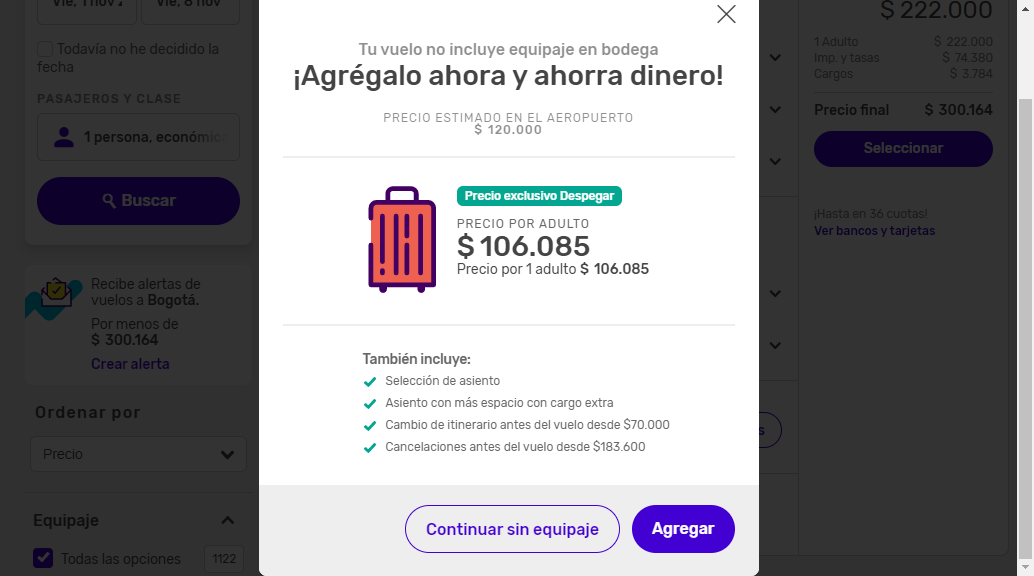 Vie, 1 nov 2
Vie, 8 nov
Todavía no he decidido la
fecha
PASAJEROS Y CLASE
1 persona, económic
Buscar
Recibe alertas de
vuelos a Bogotá.
Por menos de
$ 300.164
Crear alerta
Ordenar por
Precio
Equipaje
Todas las opciones
1122
Tu vuelo no incluye equipaje en bodega
¡Agrégalo ahora y ahorra dinero!
PRECIO ESTIMADO EN EL AEROPUERTO
$ 120.000
Precio exclusivo Despegar
PRECIO POR ADULTO
$ 106.085
Precio por 1 adulto $ 106.085
También incluye:
Selección de asiento
Asiento con más espacio con cargo extra
Cambio de itinerario antes del vuelo desde $70.000
Cancelaciones antes del vuelo desde $183.600
Continuar sin equipaje
Agregar
$ 222.000
1 Adulto $ 222.000
Imp. y tasas $ 74.380
Cargos $ 3.784
Precio final $ 300.164
Seleccionar
¡Hasta en 36 cuotas!
Ver bancos y tarjetas